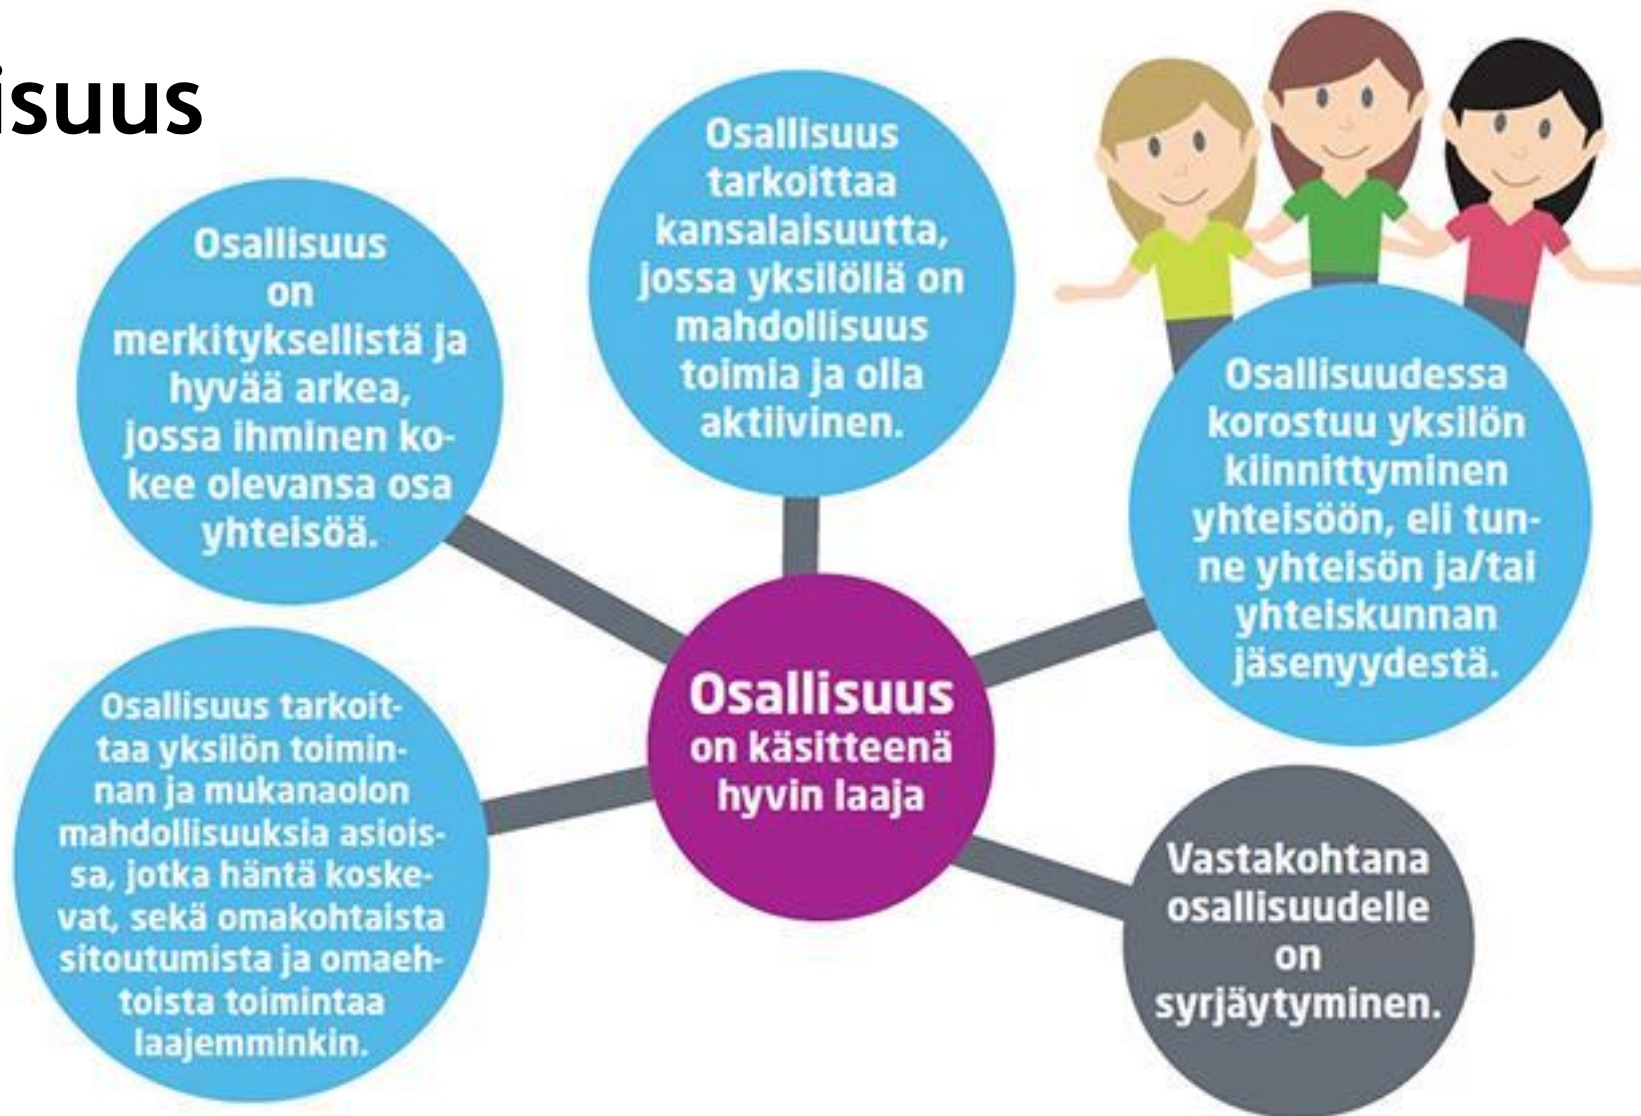 isuus
Osallisuus
on
merkityksellistä ja
hyvää arkea,
jossa ihminen ko-
kee olevansa osa
yhteisöä.
Osallisuus
tarkoittaa
kansalaisuutta,
jossa yksilöllä on
mahdollisuus
toimia ja olla
aktiivinen.
Osallisuudessa
korostuu yksilön
kiinnittyminen
yhteisöön, eli tun-
ne yhteisön ja/tai
yhteiskunnan
jäsenyydestä.
Osallisuus tarkoit-
taa yksilön toimin-
nan ja mukanaolon
mahdollisuuksia asiois-
sa, jotka häntä koske-
vat, sekä omakohtaista
sitoutumista ja omaeh-
toista toimintaa
laajemminkin.
Osallisuus
on käsitteenä
hyvin laaja
Vastakohtana
osallisuudelle
on
syrjäytyminen.